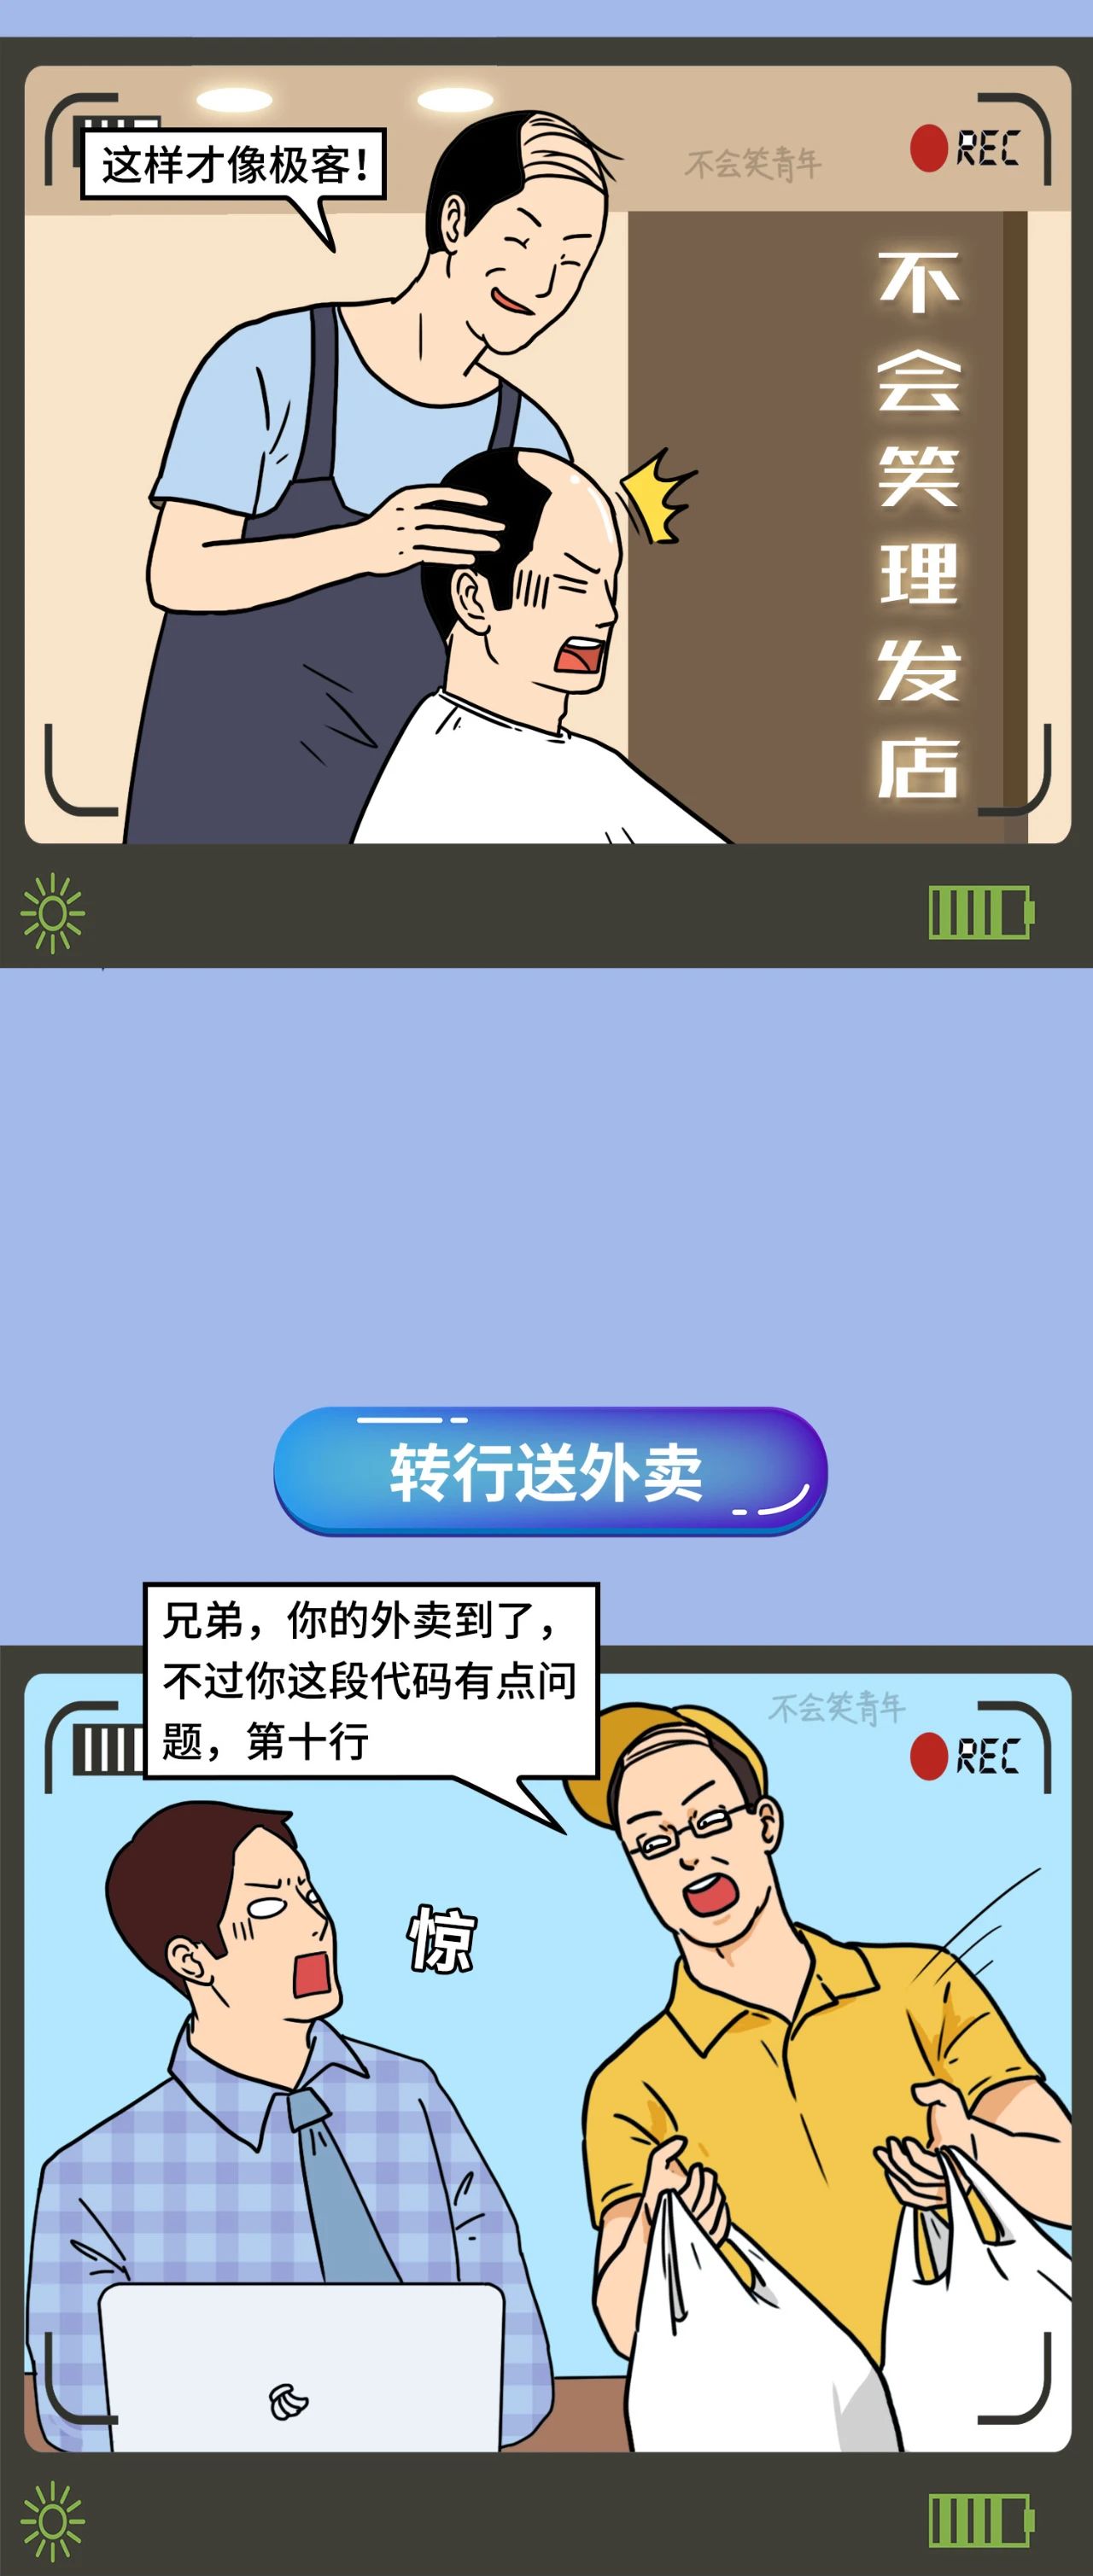 这样才像极客！
不会笑青年
REC
不会笑理发店
转行送外卖
兄弟，你的外卖到了，
不过你这段代码有点问
题，第十行
不会笑青年
REC
惊